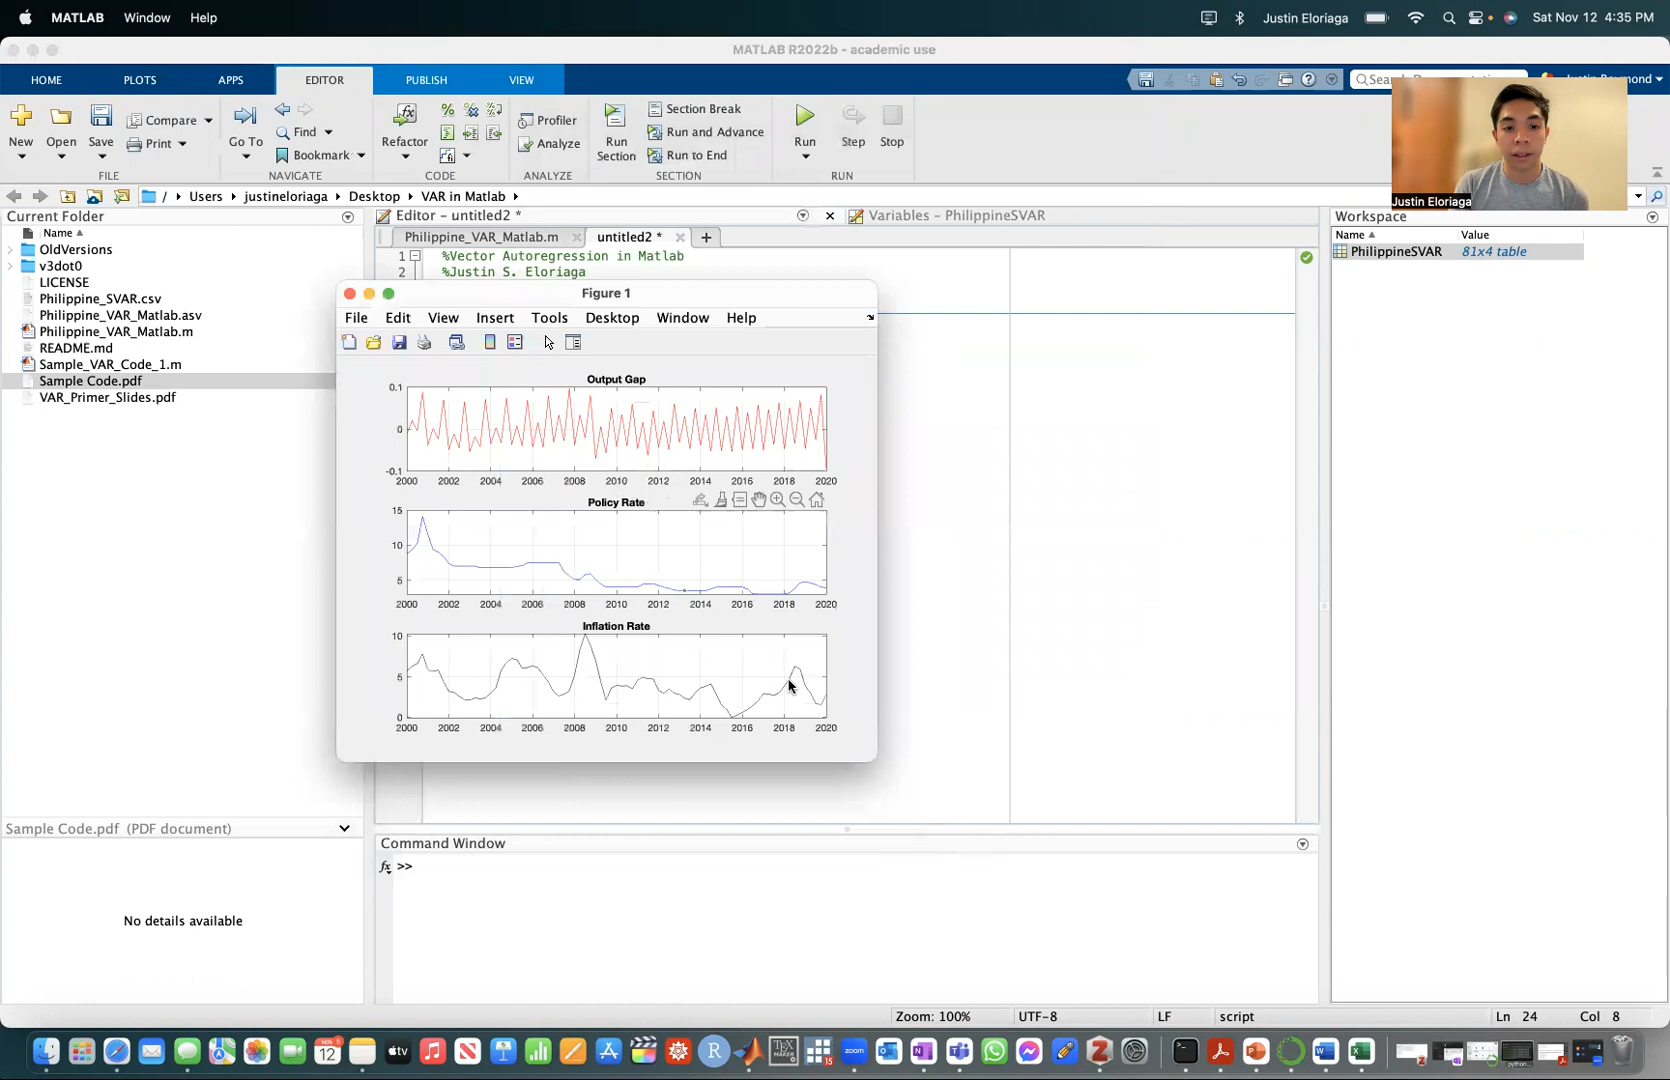 MATLAB Window Help Justin Eloriaga Sat Nov 12 4:35 PM
MATLAB R2022b - academic use
HOME PLOTS APPS EDITOR PUBLISH VIEW
New Open Save Compare Print
FILE
Go To Find Bookmark
NAVIGATE
Refactor
CODE
Profiler
Analyze
ANALYZE
Run Section
Section Break
Run and Advance
Run to End
SECTION
Run Step Stop
RUN
Justin Eloriaga
/ Users justineloriaga Desktop VAR in Matlab
Current Folder
Name
OldVersions
v3dot0
LICENSE
Philippine_SVAR.csv
Philippine_VAR_Matlab.asv
Philippine_VAR_Matlab.m
README.md
Sample_VAR_Code_1.m
Sample Code.pdf
VAR_Primer_Slides.pdf
Sample Code.pdf (PDF document)
No details available
Editor - untitled2 *
Variables - PhilippineSVAR
Philippine_VAR_Matlab.m untitled2 * +
1 %Vector Autoregression in Matlab
2 %Justin S. Eloriaga
Figure 1
File Edit View Insert Tools Desktop Window Help
Output Gap
0.1
0
-0.1
2000 2002 2004 2006 2008 2010 2012 2014 2016 2018 2020
Policy Rate
15
10
5
2000 2002 2004 2006 2008 2010 2012 2014 2016 2018 2020
Inflation Rate
10
5
0
2000 2002 2004 2006 2008 2010 2012 2014 2016 2018 2020
Command Window
fx >>
Workspace
Name Value
PhilippineSVAR 81x4 table
Zoom: 100% UTF-8 LF script Ln 24 Col 8